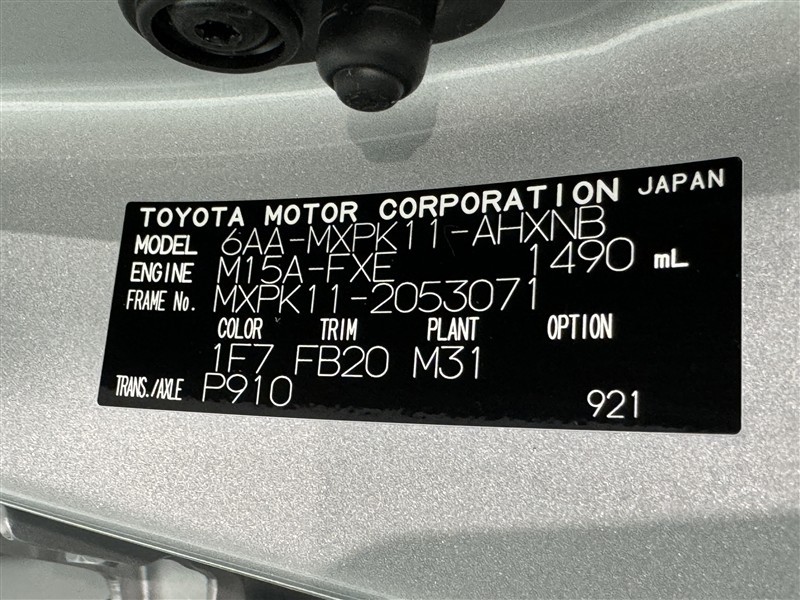 TOYOTA MOTOR CORPORATION JAPAN
MODEL 6AA-MXPK11-AHXNB
ENGINE M15A-FXE 1490 mL
FRAME No. MXPK11-2053071
COLOR TRIM PLANT OPTION
1F7 FB20 M31
TRANS./AXLE P910 921